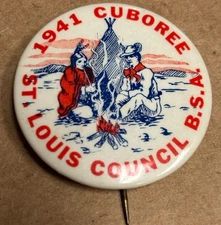 1941 CUBOREE
ST. LOUIS COUNCIL B.S.A.